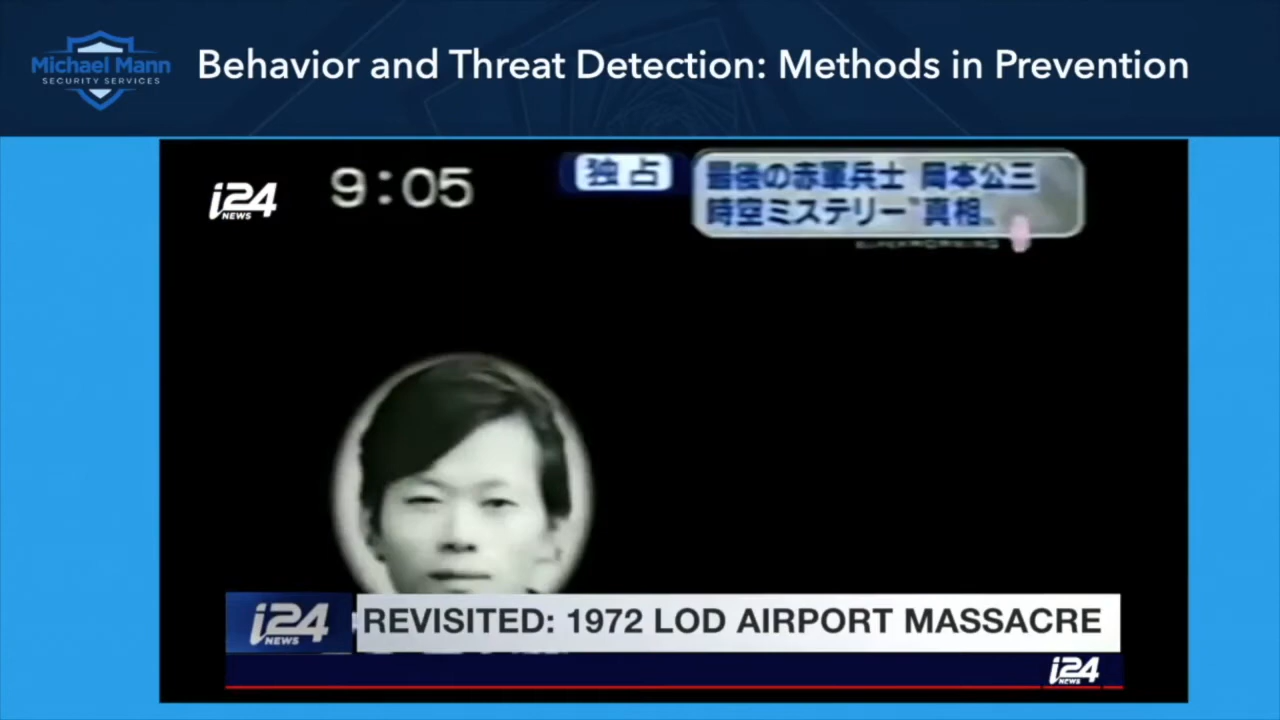 Michael Mann
SECURITY SERVICES
Behavior and Threat Detection: Methods in Prevention
i24
NEWS
9:05
独占
最後の赤軍兵士 岡本公三
時空ミステリー〝真相〟
i24
NEWS
REVISITED: 1972 LOD AIRPORT MASSACRE
i24
NEWS